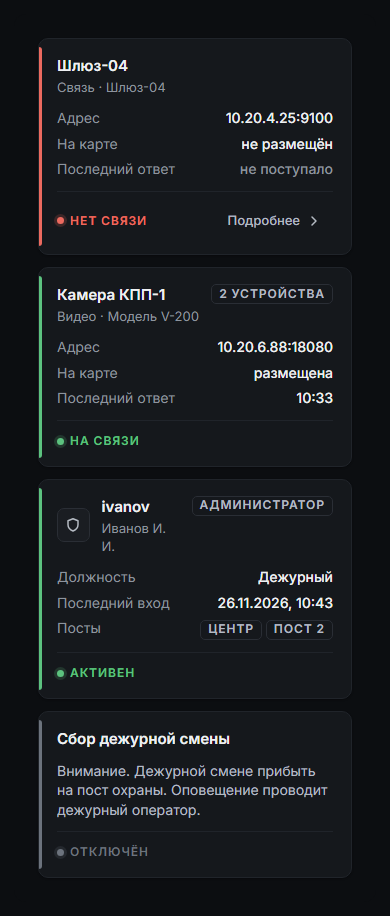 Шлюз-04
Связь · Шлюз-04
Адрес 10.20.4.25:9100
На карте не размещён
Последний ответ не поступало
НЕТ СВЯЗИ Подробнее
Камера КПП-1 2 УСТРОЙСТВА
Видео · Модель V-200
Адрес 10.20.6.88:18080
На карте размещена
Последний ответ 10:33
НА СВЯЗИ
ivanov АДМИНИСТРАТОР
Иванов И.
И.
Должность Дежурный
Последний вход 26.11.2026, 10:43
Посты ЦЕНТР ПОСТ 2
АКТИВЕН
Сбор дежурной смены
Внимание. Дежурной смене прибыть
на пост охраны. Оповещение проводит
дежурный оператор.
ОТКЛЮЧЁН